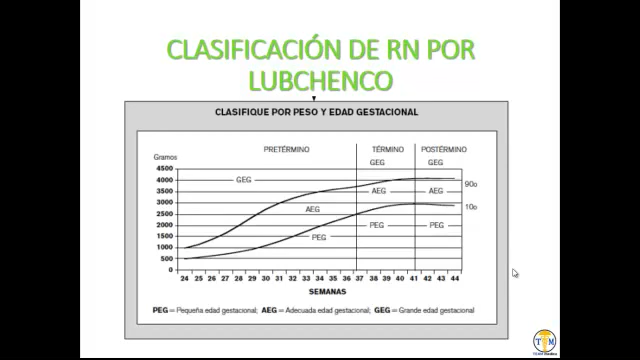 CLASIFICACIÓN DE RN POR
LUBCHENCO
CLASIFIQUE POR PESO Y EDAD GESTACIONAL
PRETÉRMINO TÉRMINO POSTÉRMINO
Gramos GEG GEG
4500
4000 GEG 90o
3500 AEG AEG
3000 10o
2500 AEG
2000 PEG PEG
1500 PEG
1000
500
0
24 25 26 27 28 29 30 31 32 33 34 35 36 37 38 39 40 41 42 43 44
SEMANAS
PEG = Pequeña edad gestacional; AEG = Adecuada edad gestacional; GEG = Grande edad gestacional